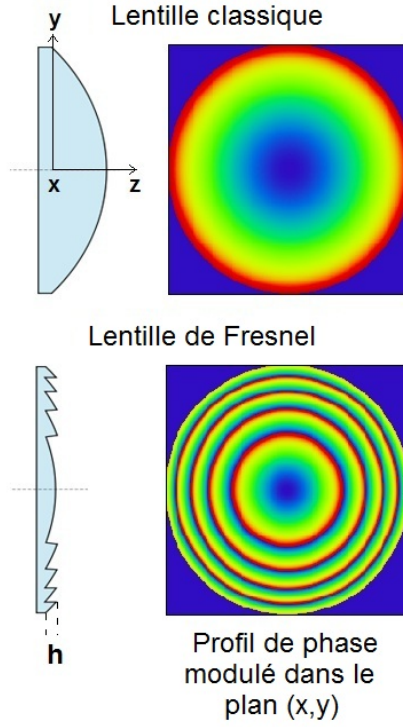 Lentille classique
y
x
z
Lentille de Fresnel
h
Profil de phase
modulé dans le
plan (x,y)